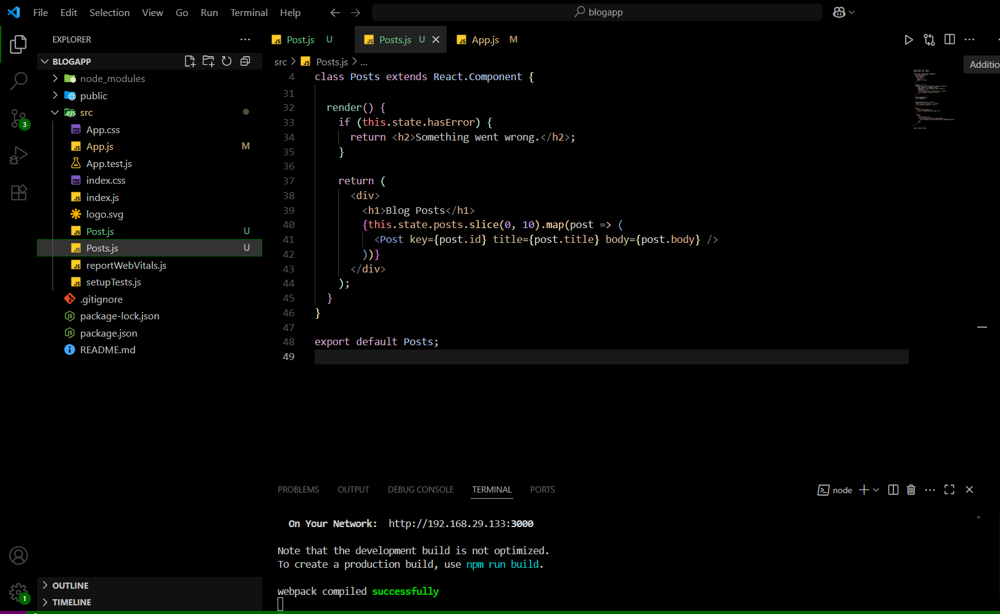 File Edit Selection View Go Run Terminal Help
blogapp
EXPLORER
BLOGAPP
node_modules
public
src
App.css
App.js M
App.test.js
index.css
index.js
logo.svg
Post.js U
Posts.js U
reportWebVitals.js
setupTests.js
.gitignore
package-lock.json
package.json
README.md
OUTLINE
TIMELINE
3
1
Post.js U Posts.js U App.js M
Additio
src > Posts.js > ...
4 class Posts extends React.Component {
31
32 render() {
33 if (this.state.hasError) {
34 return <h2>Something went wrong.</h2>;
35 }
36
37 return (
38 <div>
39 <h1>Blog Posts</h1>
40 {this.state.posts.slice(0, 10).map(post => (
41 <Post key={post.id} title={post.title} body={post.body} />
42 ))}
43 </div>
44 );
45 }
46 }
47
48 export default Posts;
49
PROBLEMS OUTPUT DEBUG CONSOLE TERMINAL PORTS
node
On Your Network: http://192.168.29.133:3000
Note that the development build is not optimized.
To create a production build, use npm run build.
webpack compiled successfully